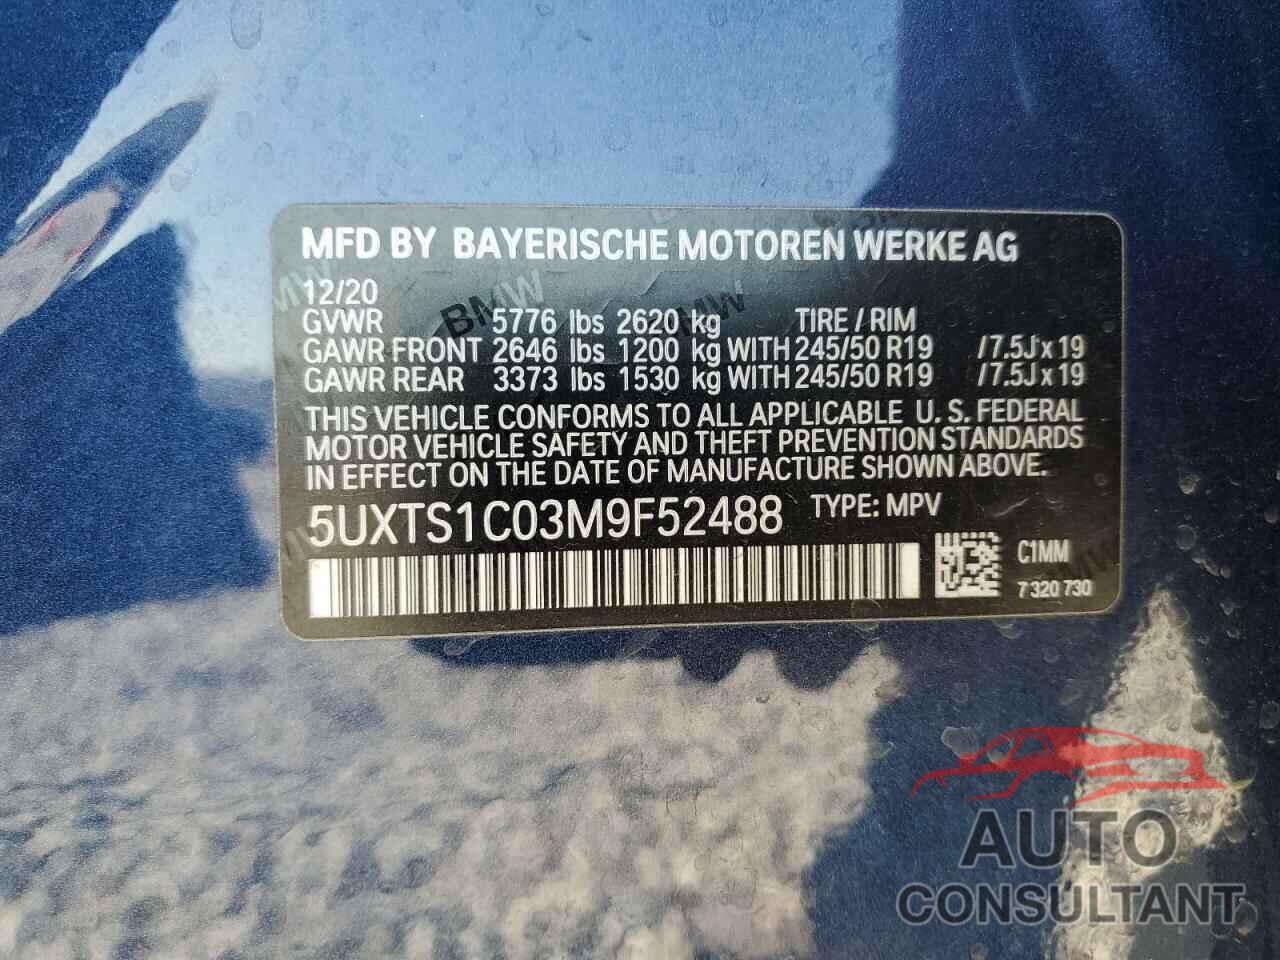 MFD BY BAYERISCHE MOTOREN WERKE AG
12/20
GVWR 5776 lbs 2620 kg TIRE / RIM
GAWR FRONT 2646 lbs 1200 kg WITH 245/50 R19 / 7.5J x 19
GAWR REAR 3373 lbs 1530 kg WITH 245/50 R19 / 7.5J x 19
THIS VEHICLE CONFORMS TO ALL APPLICABLE U. S. FEDERAL
MOTOR VEHICLE SAFETY AND THEFT PREVENTION STANDARDS
IN EFFECT ON THE DATE OF MANUFACTURE SHOWN ABOVE.
5UXTS1C03M9F52488 TYPE: MPV
C1MM
7 320 730
BMW
BMW
BMW
AUTO
CONSULTANT